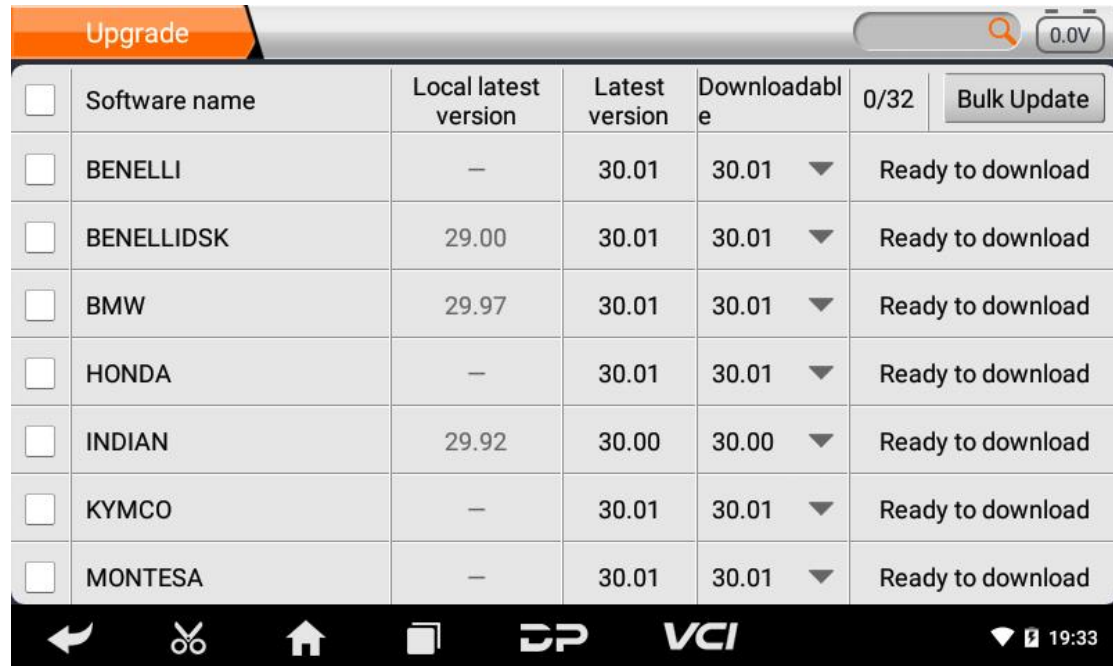 Upgrade
0.0V
Software name
Local latest
version
Latest
version
Downloadabl
e
0/32
Bulk Update
BENELLI — 30.01 30.01 Ready to download
BENELLIDSK 29.00 30.01 30.01 Ready to download
BMW 29.97 30.01 30.01 Ready to download
HONDA — 30.01 30.01 Ready to download
INDIAN 29.92 30.00 30.00 Ready to download
KYMCO — 30.01 30.01 Ready to download
MONTESA — 30.01 30.01 Ready to download
DP VCI 19:33